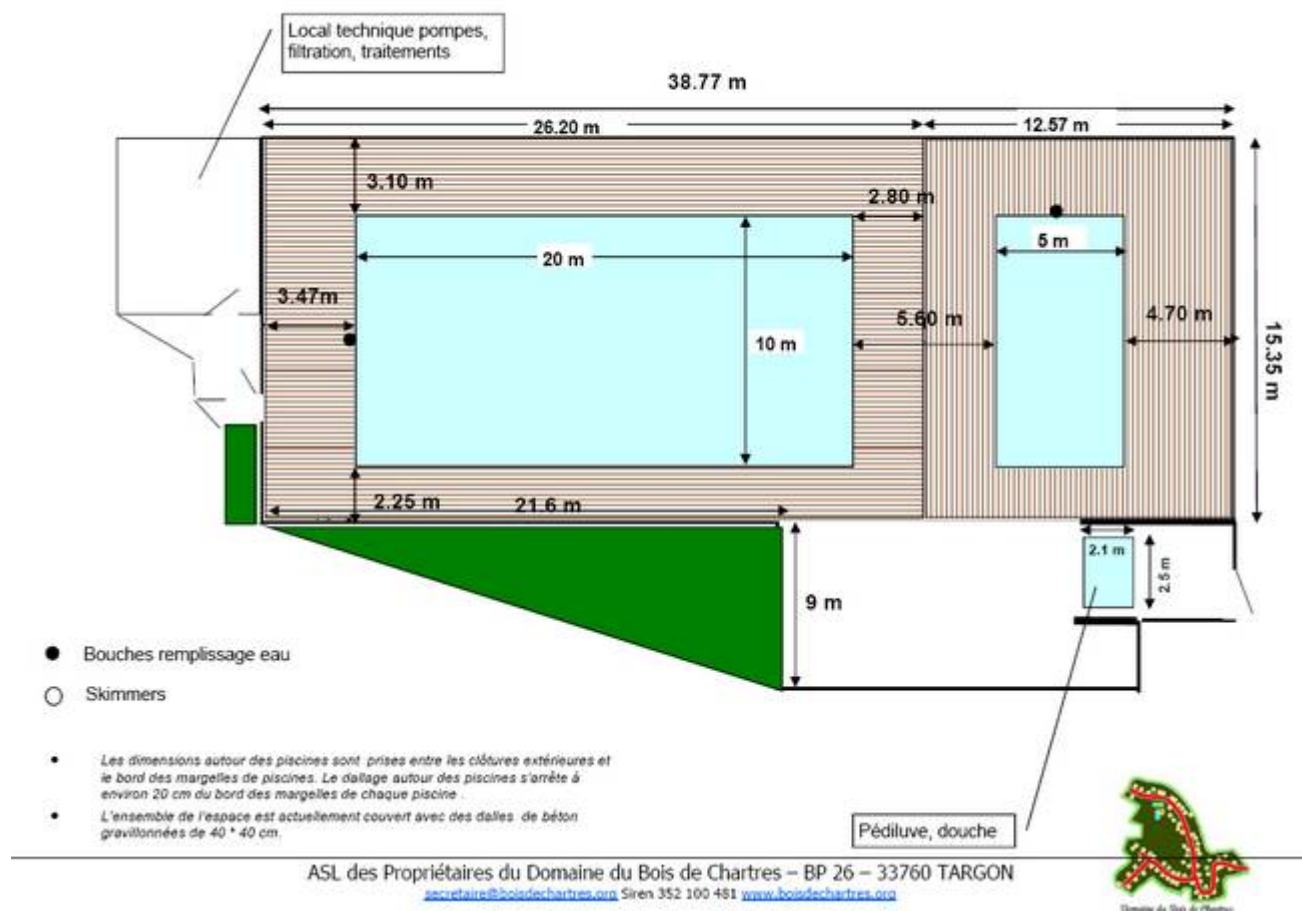 Local technique pompes,
filtration, traitements
38.77 m
26.20 m
12.57 m
3.10 m
2.80 m
20 m
5 m
3.47m
10 m
5.60 m
4.70 m
15.35 m
2.25 m
21.6 m
2.1 m
2.5 m
9 m
Bouches remplissage eau
Skimmers
Les dimensions autour des piscines sont prises entre les clôtures extérieures et
le bord des margelles de piscines. Le dallage autour des piscines s'arrête à
environ 20 cm du bord des margelles de chaque piscine .
L'ensemble de l'espace est actuellement couvert avec des dalles de béton
gravillonnées de 40 * 40 cm.
Pédiluve, douche
ASL des Propriétaires du Domaine du Bois de Chartres – BP 26 – 33760 TARGON
secretaire@boisdechartres.org Siren 352 100 481 www.boisdechartres.org
Domaine du Bois de Chartres